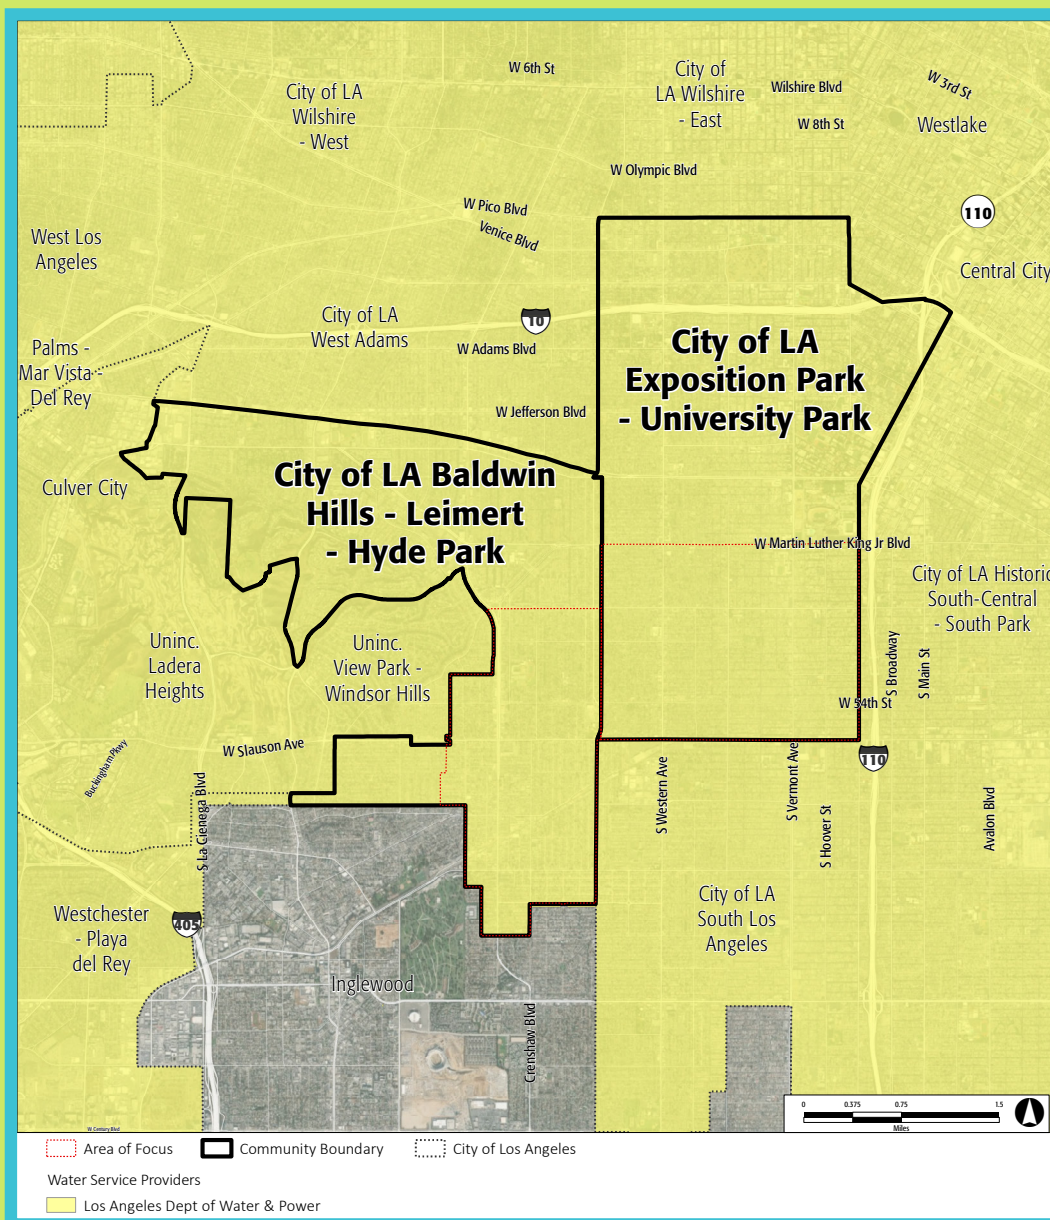 W 6th St
City of
LA Wilshire
- East
Wilshire Blvd
W 3rd St
City of LA
Wilshire
- West
W 8th St
Westlake
W Olympic Blvd
W Pico Blvd
Venice Blvd
110
West Los
Angeles
Central City
City of LA
West Adams
10
W Adams Blvd
City of LA
Exposition Park
- University Park
Palms -
Mar Vista -
Del Rey
W Jefferson Blvd
City of LA Baldwin
Hills - Leimert
- Hyde Park
Culver City
W Martin Luther King Jr Blvd
City of LA Historic
South-Central
- South Park
Uninc.
Ladera
Heights
Uninc.
View Park -
Windsor Hills
S Broadway
S Main St
W 54th St
W Slauson Ave
Buckingham Pkwy
S La Cienega Blvd
S Western Ave
S Vermont Ave
S Hoover St
110
Avalon Blvd
Westchester
- Playa
del Rey
405
City of LA
South Los
Angeles
Inglewood
Crenshaw Blvd
W Century Blvd
0 0.375 0.75 1.5
Miles
Area of Focus
Community Boundary
City of Los Angeles
Water Service Providers
Los Angeles Dept of Water & Power